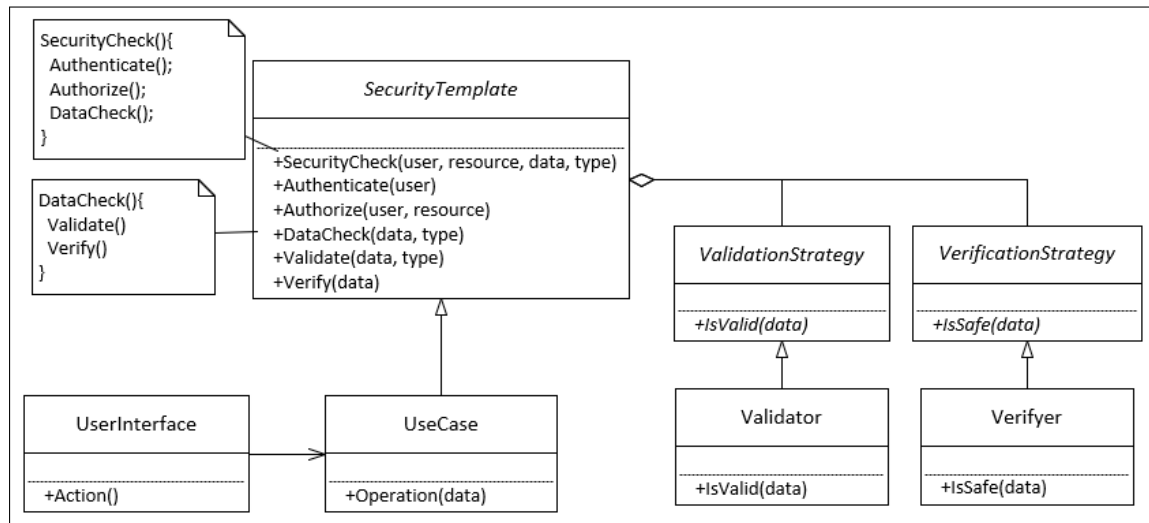 SecurityCheck(){
Authenticate();
Authorize();
DataCheck();
}
DataCheck(){
Validate()
Verify()
}
SecurityTemplate
+SecurityCheck(user, resource, data, type)
+Authenticate(user)
+Authorize(user, resource)
+DataCheck(data, type)
+Validate(data, type)
+Verify(data)
ValidationStrategy
+IsValid(data)
VerificationStrategy
+IsSafe(data)
UserInterface
+Action()
UseCase
+Operation(data)
Validator
+IsValid(data)
Verifyer
+IsSafe(data)